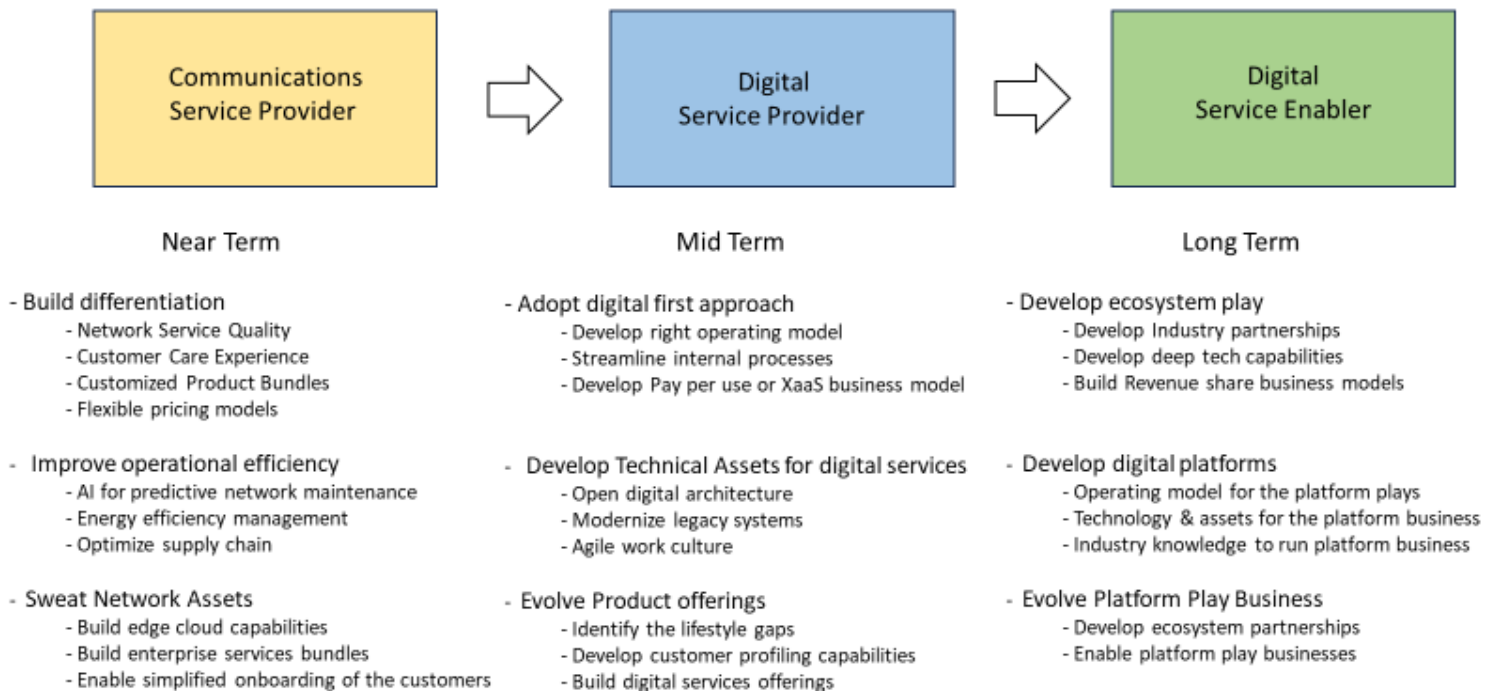 Communications
Service Provider
Digital
Service Provider
Digital
Service Enabler
Near Term
- Build differentiation
- Network Service Quality
- Customer Care Experience
- Customized Product Bundles
- Flexible pricing models
- Improve operational efficiency
- AI for predictive network maintenance
- Energy efficiency management
- Optimize supply chain
- Sweat Network Assets
- Build edge cloud capabilities
- Build enterprise services bundles
- Enable simplified onboarding of the customers
Mid Term
- Adopt digital first approach
- Develop right operating model
- Streamline internal processes
- Develop Pay per use or XaaS business model
- Develop Technical Assets for digital services
- Open digital architecture
- Modernize legacy systems
- Agile work culture
- Evolve Product offerings
- Identify the lifestyle gaps
- Develop customer profiling capabilities
- Build digital services offerings
Long Term
- Develop ecosystem play
- Develop Industry partnerships
- Develop deep tech capabilities
- Build Revenue share business models
- Develop digital platforms
- Operating model for the platform plays
- Technology & assets for the platform business
- Industry knowledge to run platform business
- Evolve Platform Play Business
- Develop ecosystem partnerships
- Enable platform play businesses